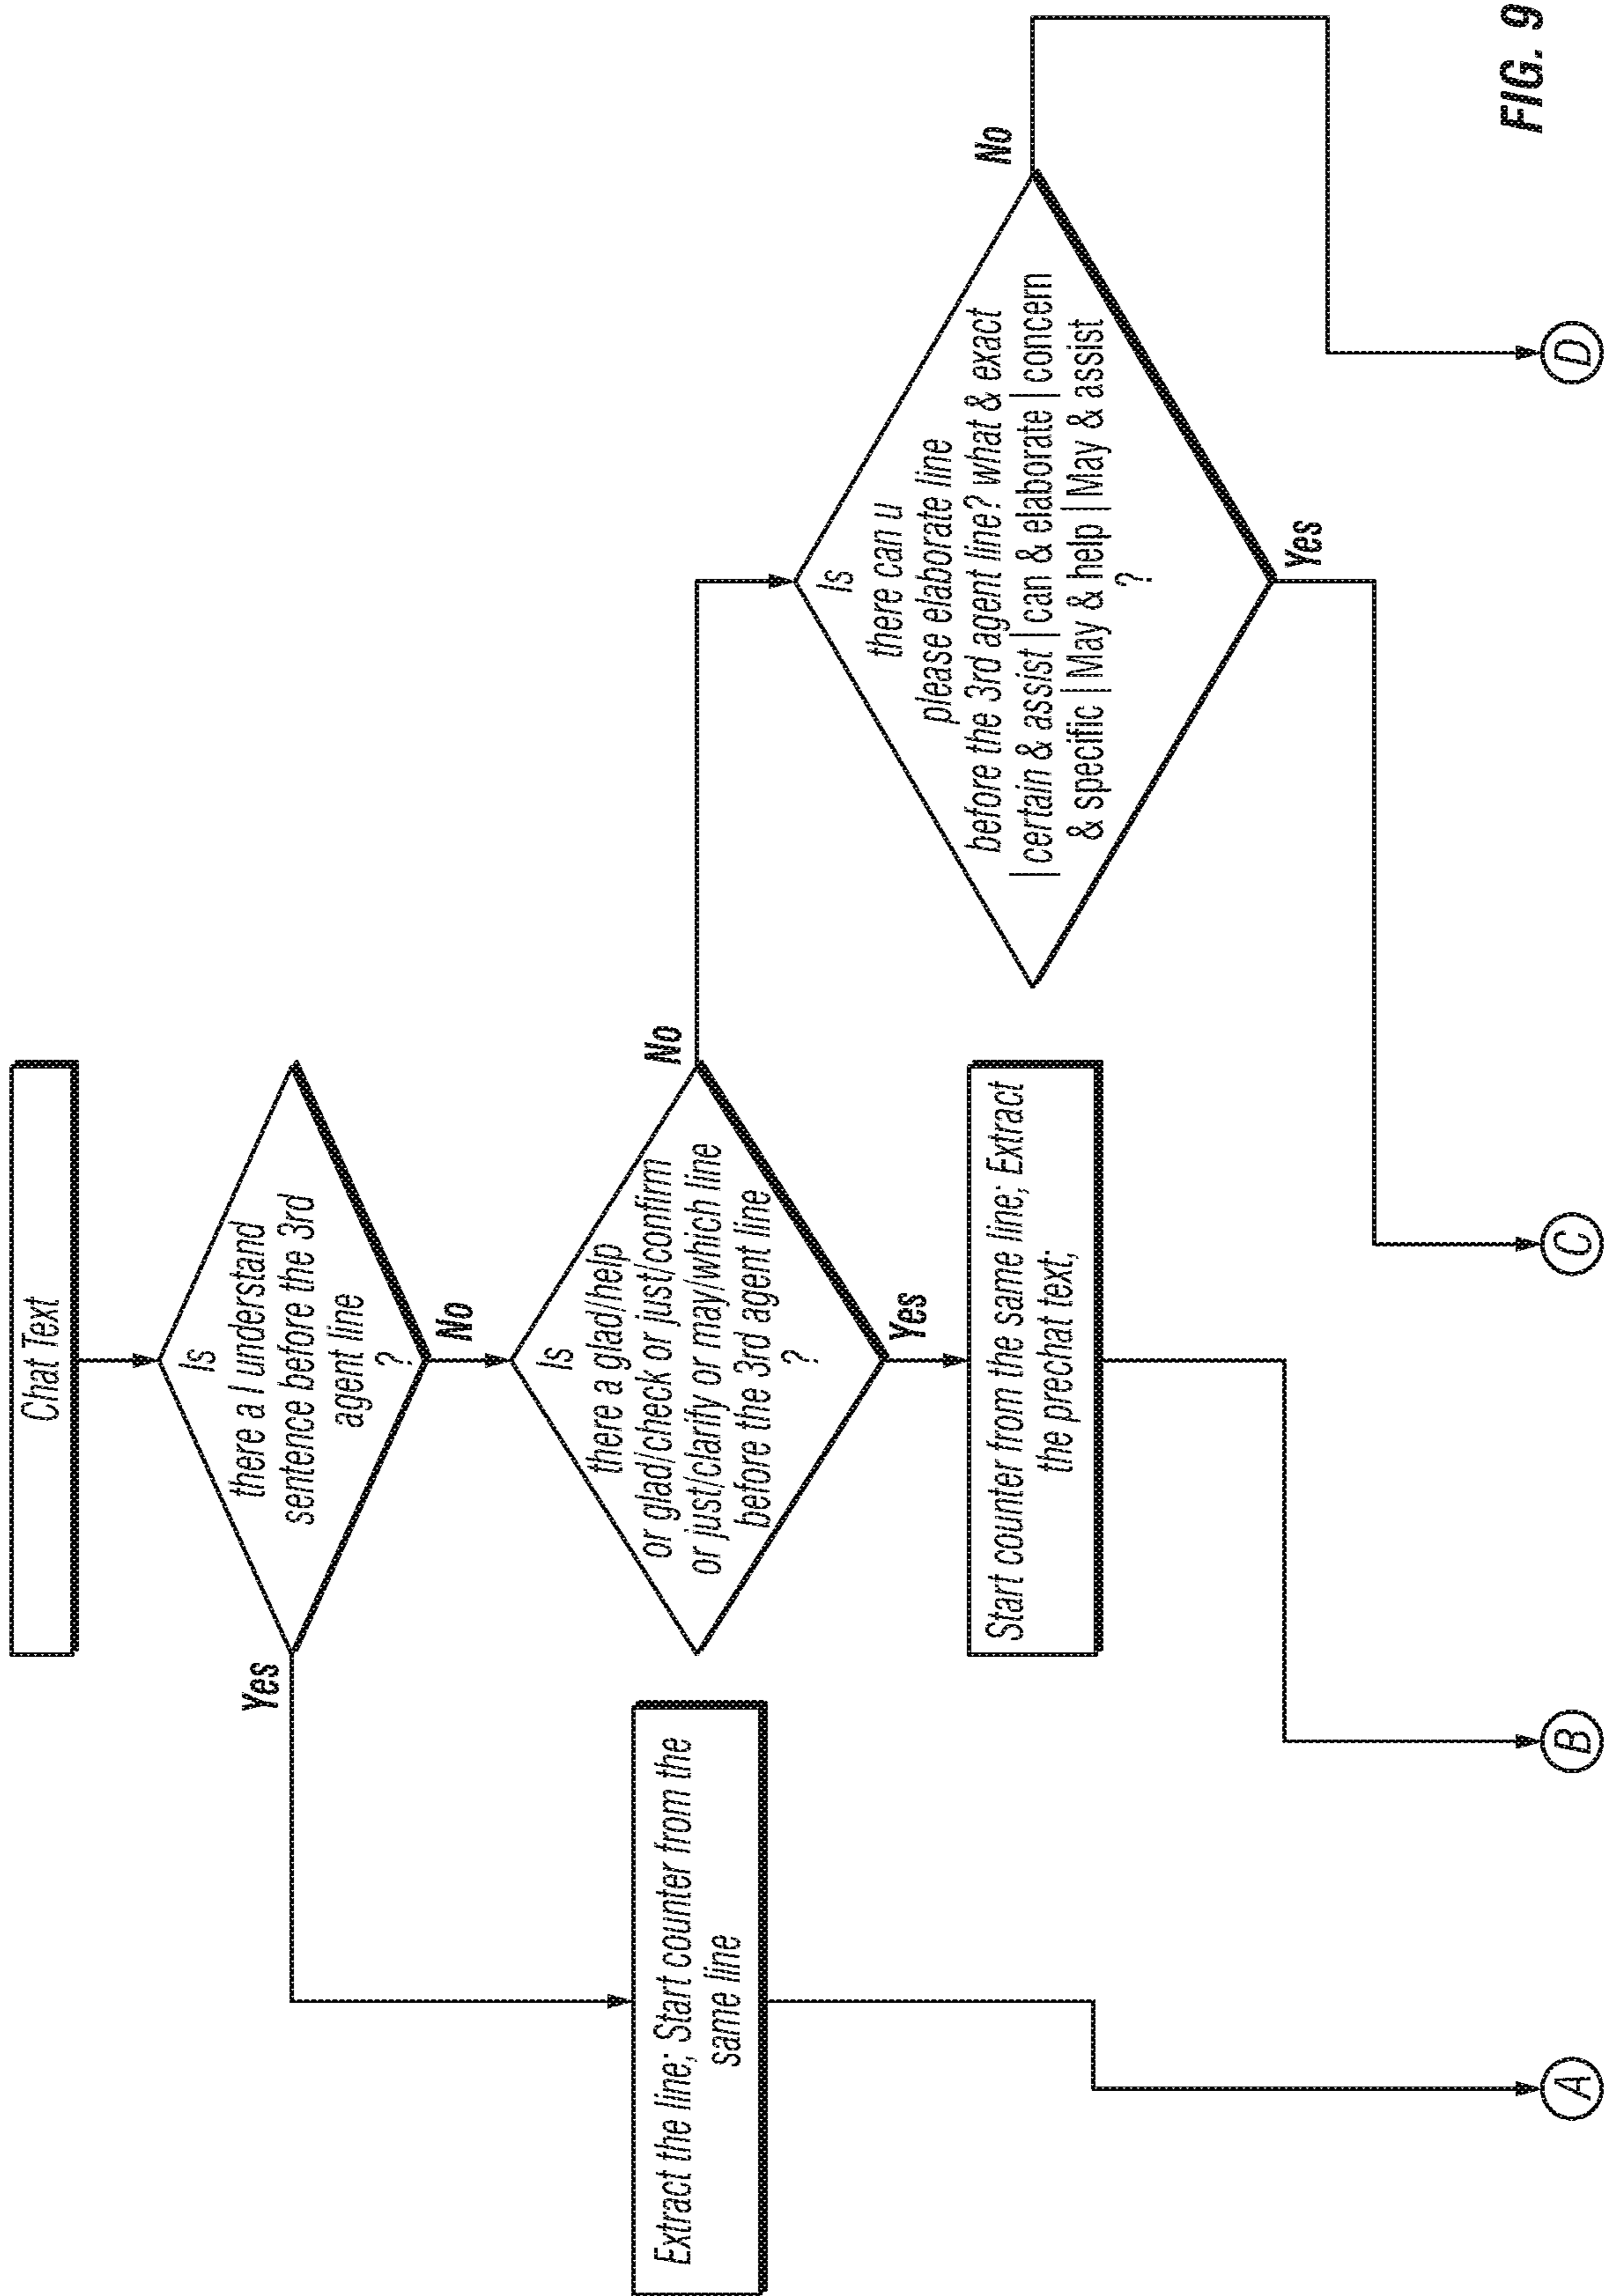 Chat Text
Is
there a I understand
sentence before the 3rd
agent line
?
Yes
No
Extract the line; Start counter from the
same line
Is
there a glad/help
or glad/check or just/confirm
or just/clarify or may/which line
before the 3rd agent line
?
No
Yes
Start counter from the same line; Extract
the prechat text;
Is
there can u
please elaborate line
before the 3rd agent line? what & exact
| certain & assist | can & elaborate | concern
& specific | May & help | May & assist
?
No
Yes
A
B
C
D
FIG. 9